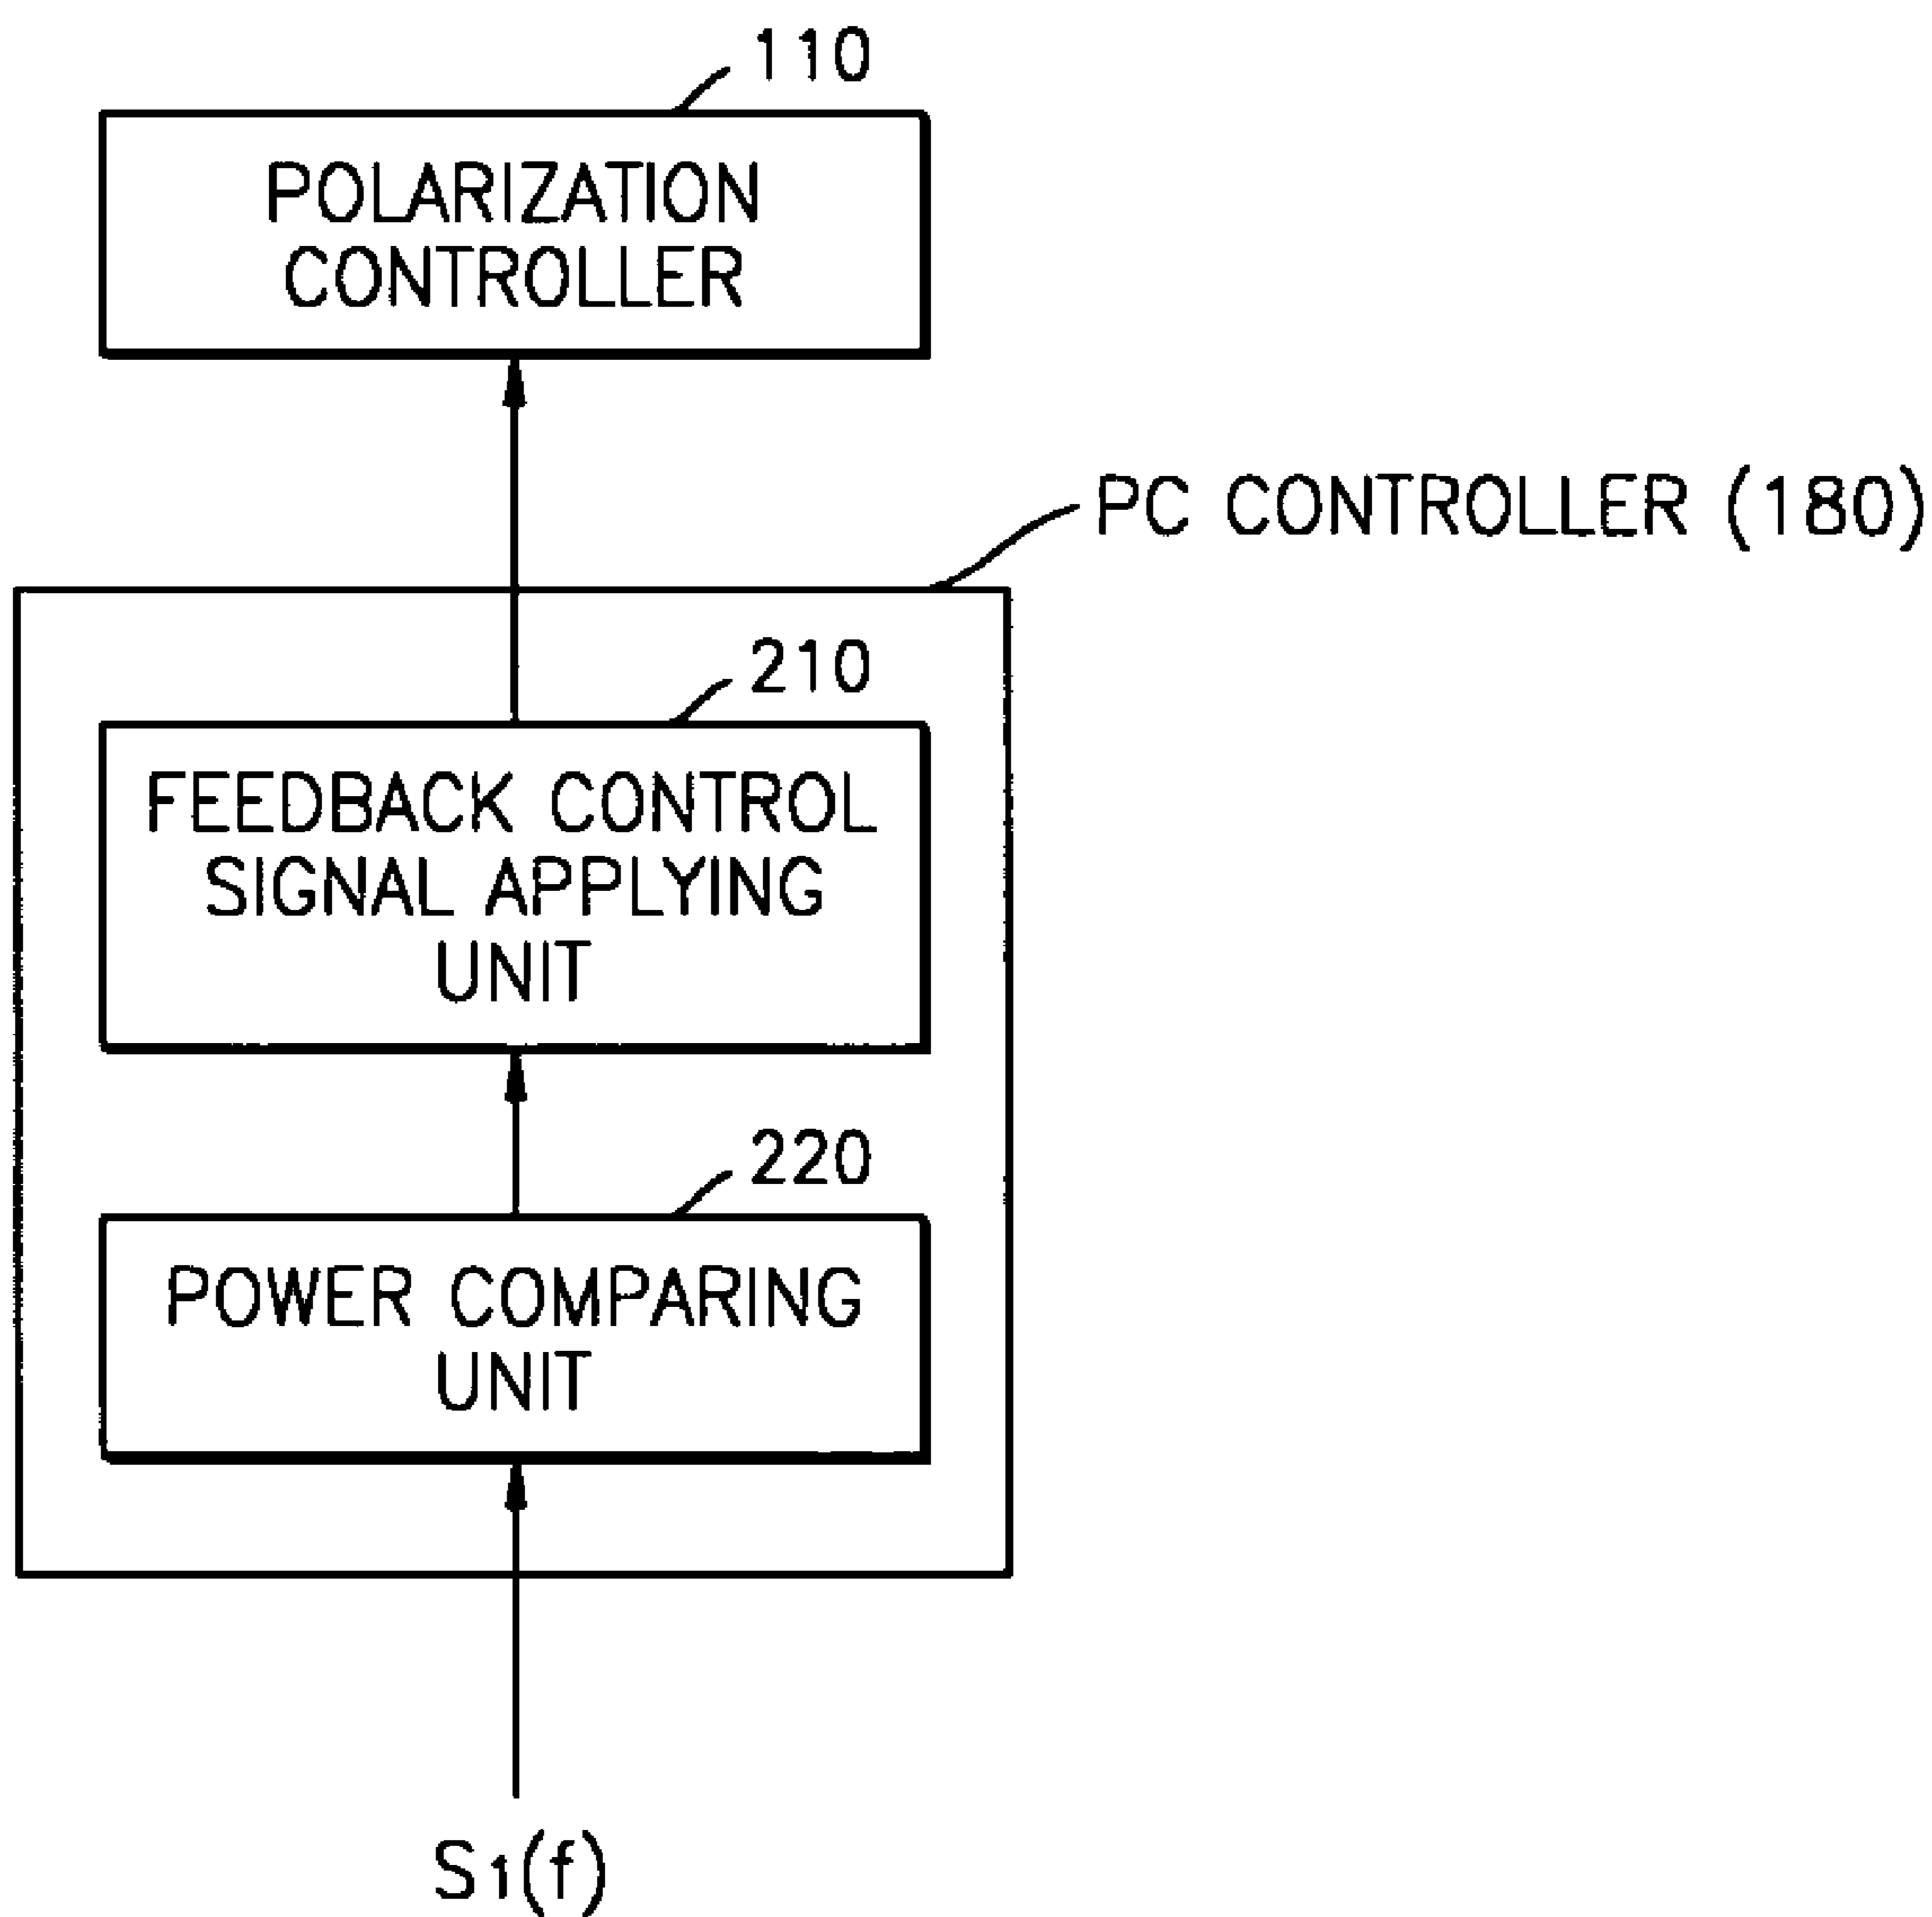 110
POLARIZATION
CONTROLLER
PC CONTROLLER (180)
210
FEEDBACK CONTROL
SIGNAL APPLYING
UNIT
220
POWER COMPARING
UNIT
S1(f)